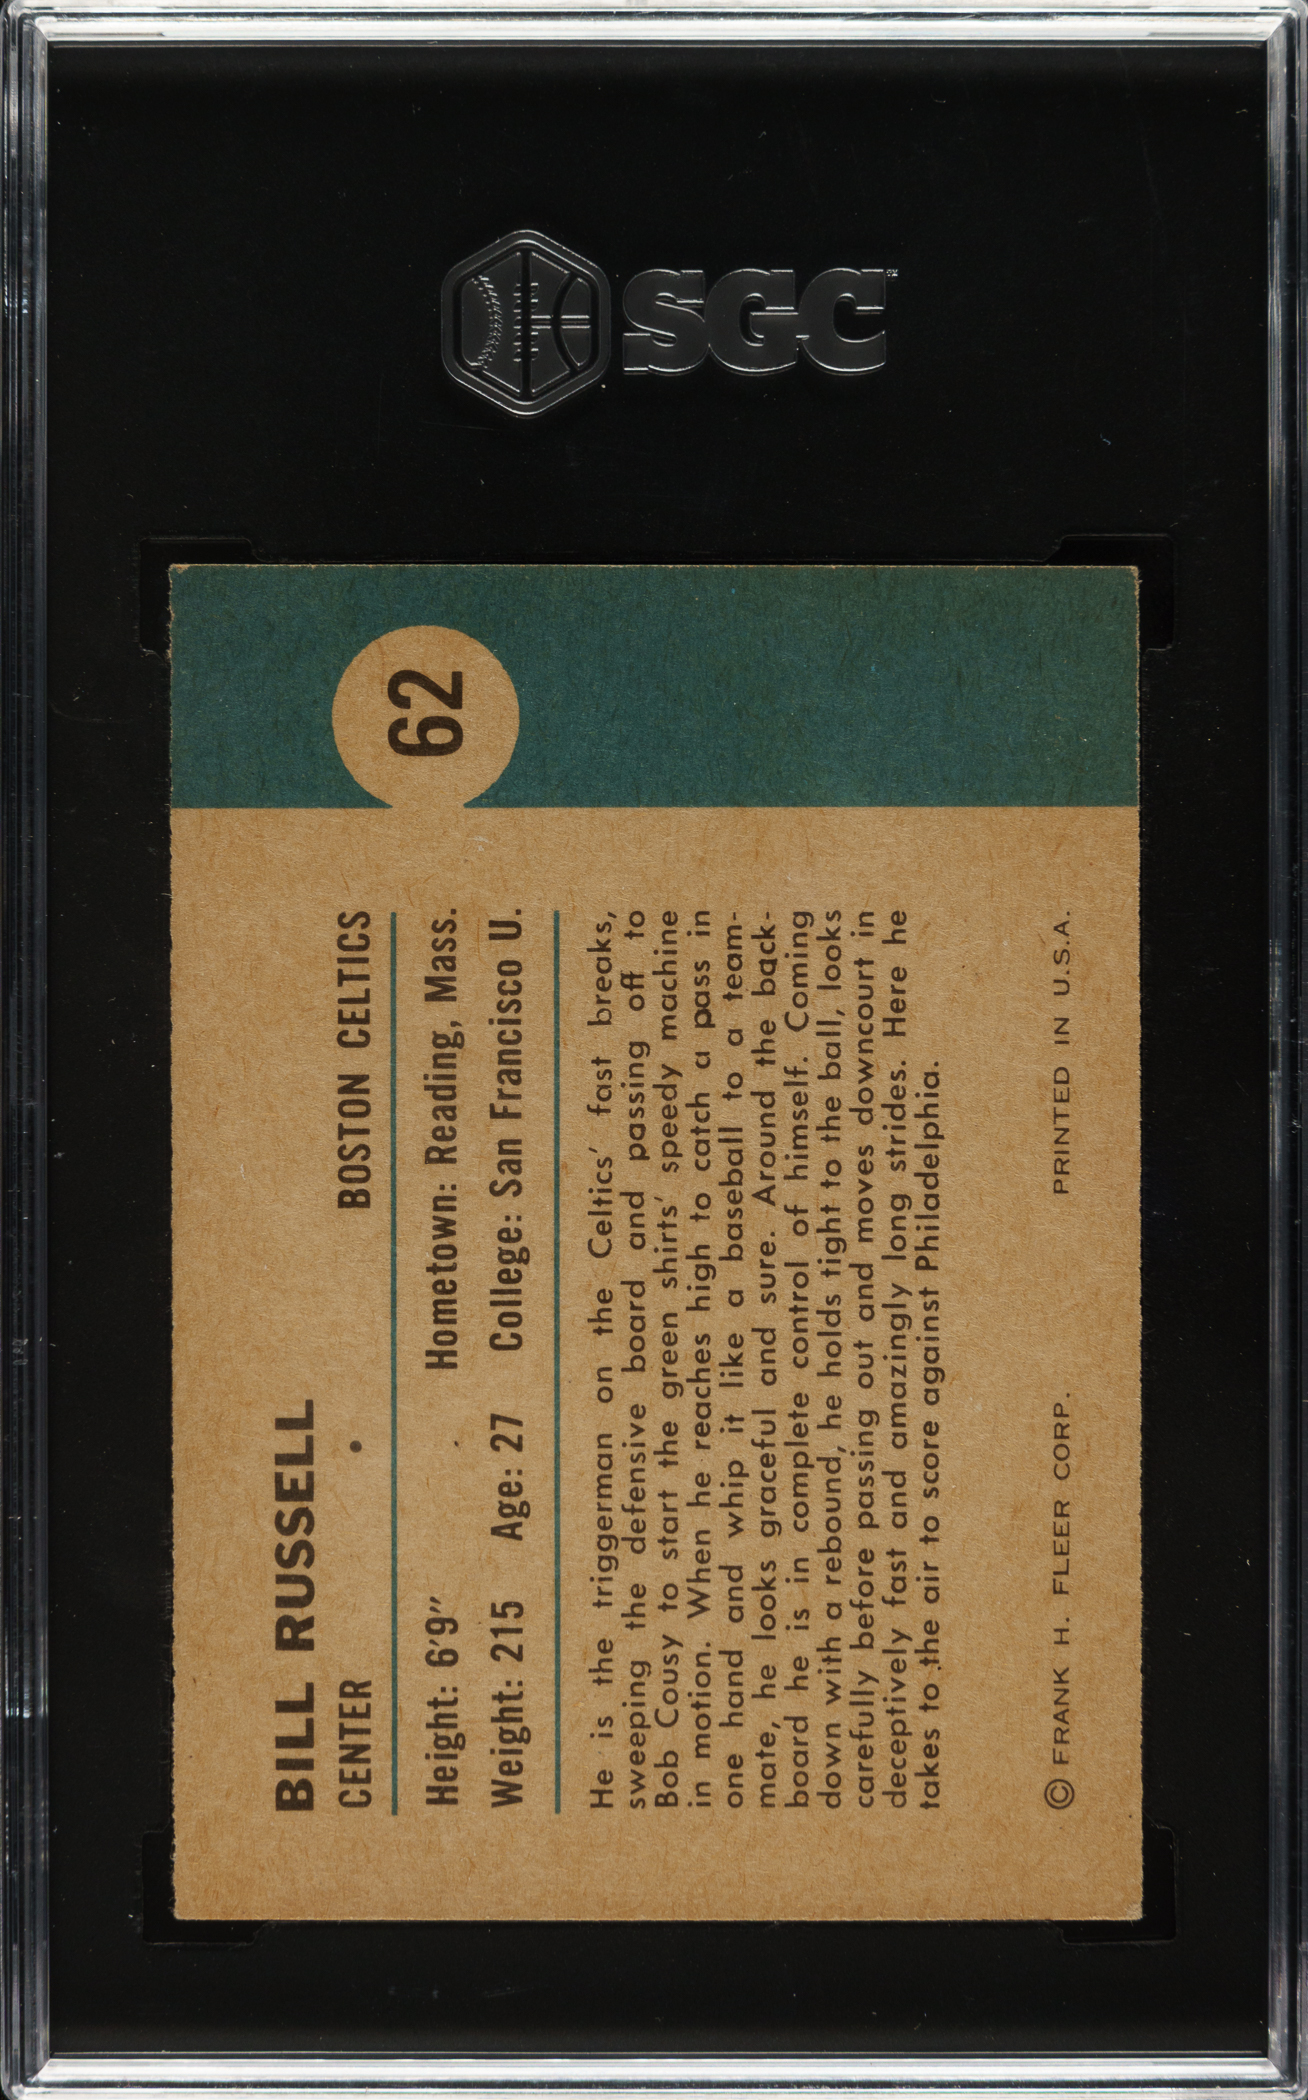 SGC
62
BILL RUSSELL
CENTER BOSTON CELTICS
Height: 6'9" Hometown: Reading, Mass.
Weight: 215 Age: 27 College: San Francisco U.
He is the triggerman on the Celtics' fast breaks,
sweeping the defensive board and passing off to
Bob Cousy to start the green shirts' speedy machine
in motion. When he reaches high to catch a pass in
one hand and whip it like a baseball to a team-
mate, he looks graceful and sure. Around the back-
board he is in complete control of himself. Coming
down with a rebound, he holds tight to the ball, looks
carefully before passing out and moves downcourt in
deceptively fast and amazingly long strides. Here he
takes to the air to score against Philadelphia.
© FRANK H. FLEER CORP. PRINTED IN U.S.A.